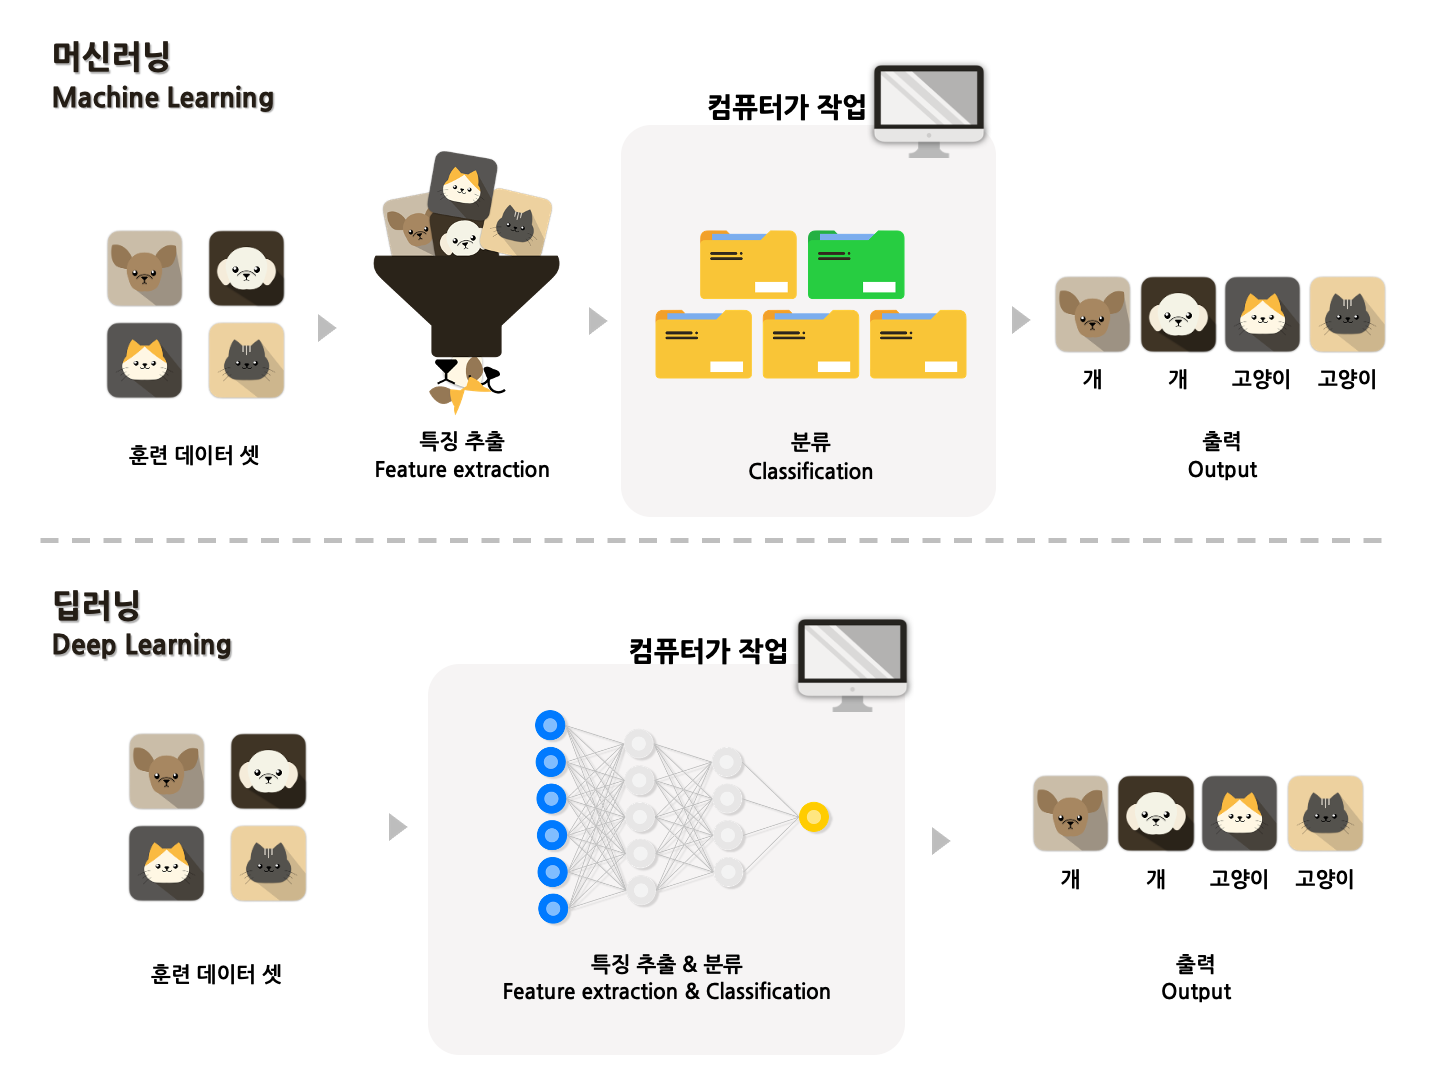 머신러닝
Machine Learning
컴퓨터가 작업
훈련 데이터 셋
특징 추출
Feature extraction
분류
Classification
개
개
고양이
고양이
출력
Output
딥러닝
Deep Learning
컴퓨터가 작업
훈련 데이터 셋
특징 추출 & 분류
Feature extraction & Classification
개
개
고양이
고양이
출력
Output